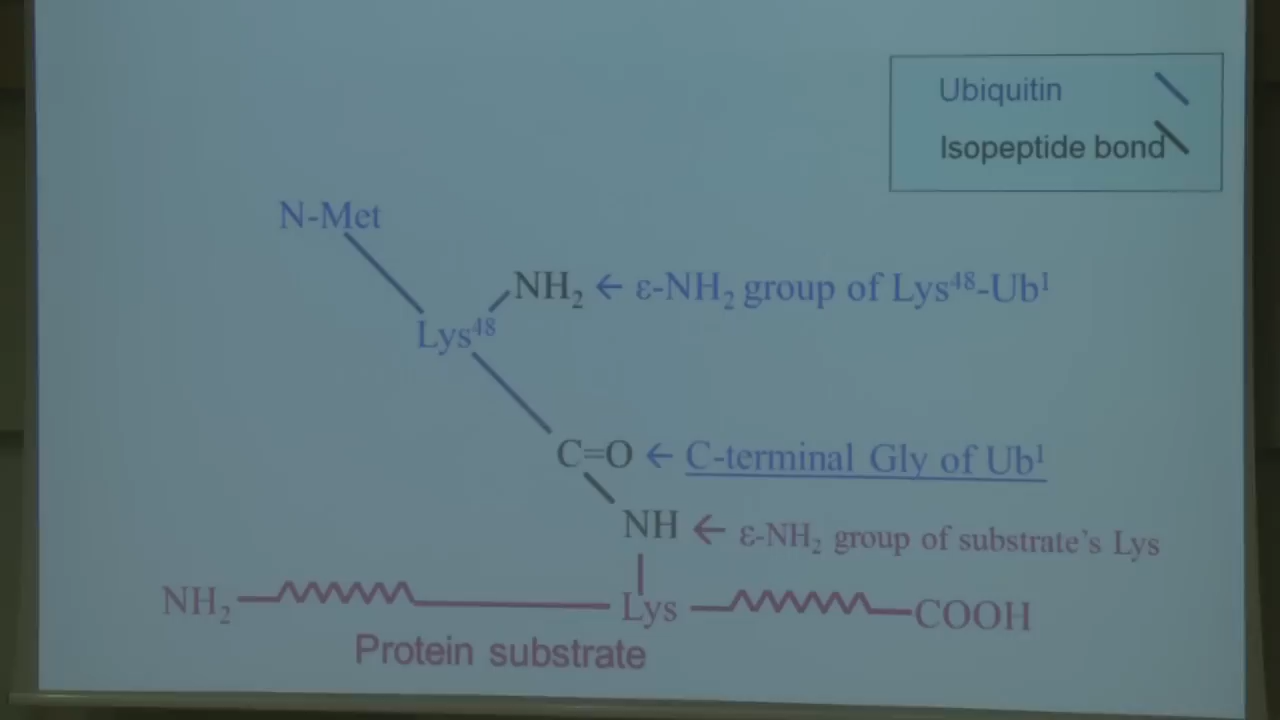 Ubiquitin
Isopeptide bond
N-Met
NH₂ ← ε-NH₂ group of Lys⁴⁸-Ub¹
Lys⁴⁸
C=O ← C-terminal Gly of Ub¹
NH ← ε-NH₂ group of substrate's Lys
NH₂ Lys COOH
Protein substrate